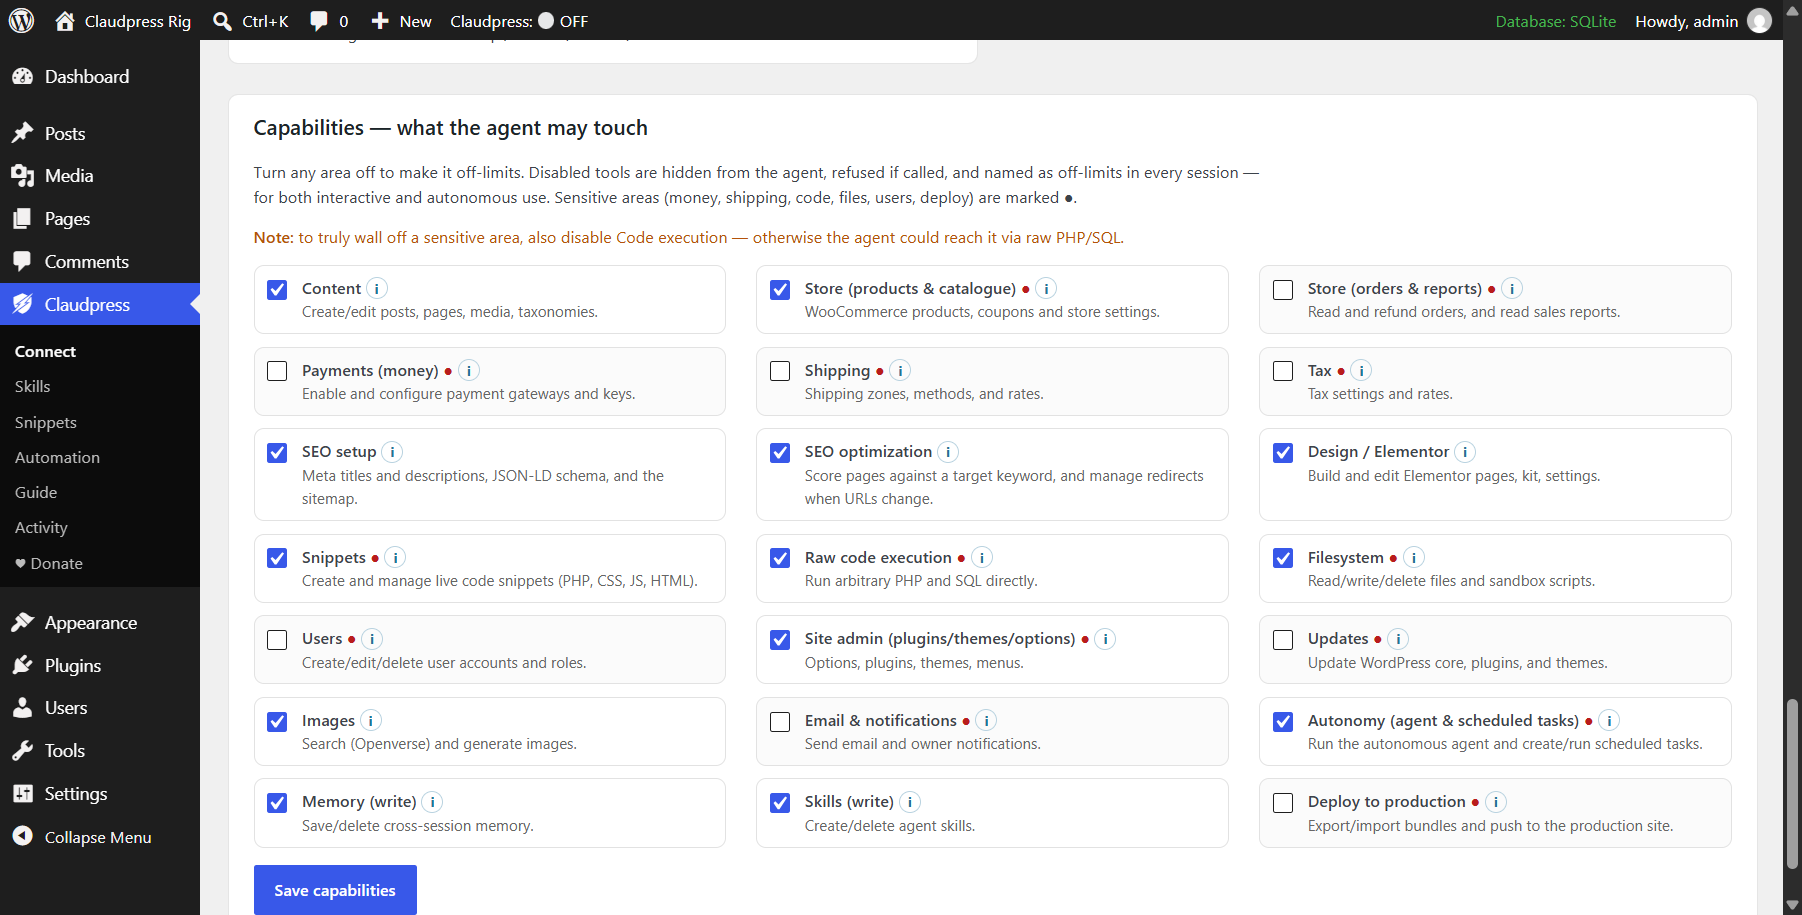 Claudpress Rig
Ctrl+K
0
New
Claudpress: OFF
Database: SQLite
Howdy, admin
Dashboard
Posts
Media
Pages
Comments
Claudpress
Connect
Skills
Snippets
Automation
Guide
Activity
♥ Donate
Appearance
Plugins
Users
Tools
Settings
Collapse Menu
Capabilities — what the agent may touch
Turn any area off to make it off-limits. Disabled tools are hidden from the agent, refused if called, and named as off-limits in every session —
for both interactive and autonomous use. Sensitive areas (money, shipping, code, files, users, deploy) are marked ●.
Note: to truly wall off a sensitive area, also disable Code execution — otherwise the agent could reach it via raw PHP/SQL.
Content i
Create/edit posts, pages, media, taxonomies.
Store (products & catalogue) ● i
WooCommerce products, coupons and store settings.
Store (orders & reports) ● i
Read and refund orders, and read sales reports.
Payments (money) ● i
Enable and configure payment gateways and keys.
Shipping ● i
Shipping zones, methods, and rates.
Tax ● i
Tax settings and rates.
SEO setup i
Meta titles and descriptions, JSON-LD schema, and the
sitemap.
SEO optimization i
Score pages against a target keyword, and manage redirects
when URLs change.
Design / Elementor i
Build and edit Elementor pages, kit, settings.
Snippets ● i
Create and manage live code snippets (PHP, CSS, JS, HTML).
Raw code execution ● i
Run arbitrary PHP and SQL directly.
Filesystem ● i
Read/write/delete files and sandbox scripts.
Users ● i
Create/edit/delete user accounts and roles.
Site admin (plugins/themes/options) ● i
Options, plugins, themes, menus.
Updates ● i
Update WordPress core, plugins, and themes.
Images i
Search (Openverse) and generate images.
Email & notifications ● i
Send email and owner notifications.
Autonomy (agent & scheduled tasks) ● i
Run the autonomous agent and create/run scheduled tasks.
Memory (write) i
Save/delete cross-session memory.
Skills (write) i
Create/delete agent skills.
Deploy to production ● i
Export/import bundles and push to the production site.
Save capabilities